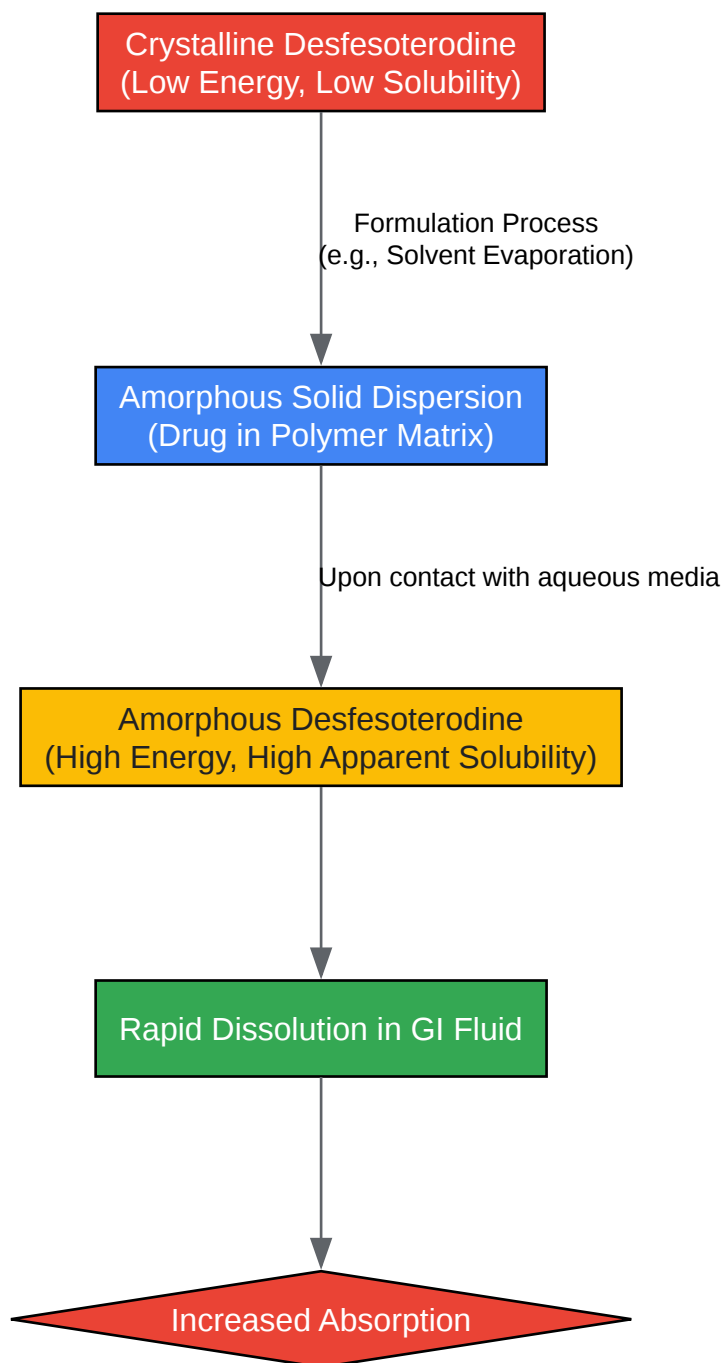 Crystalline Desfesoterodine
(Low Energy, Low Solubility)
Formulation Process
(e.g., Solvent Evaporation)
Amorphous Solid Dispersion
(Drug in Polymer Matrix)
Upon contact with aqueous media
Amorphous Desfesoterodine
(High Energy, High Apparent Solubility)
Rapid Dissolution in GI Fluid
Increased Absorption